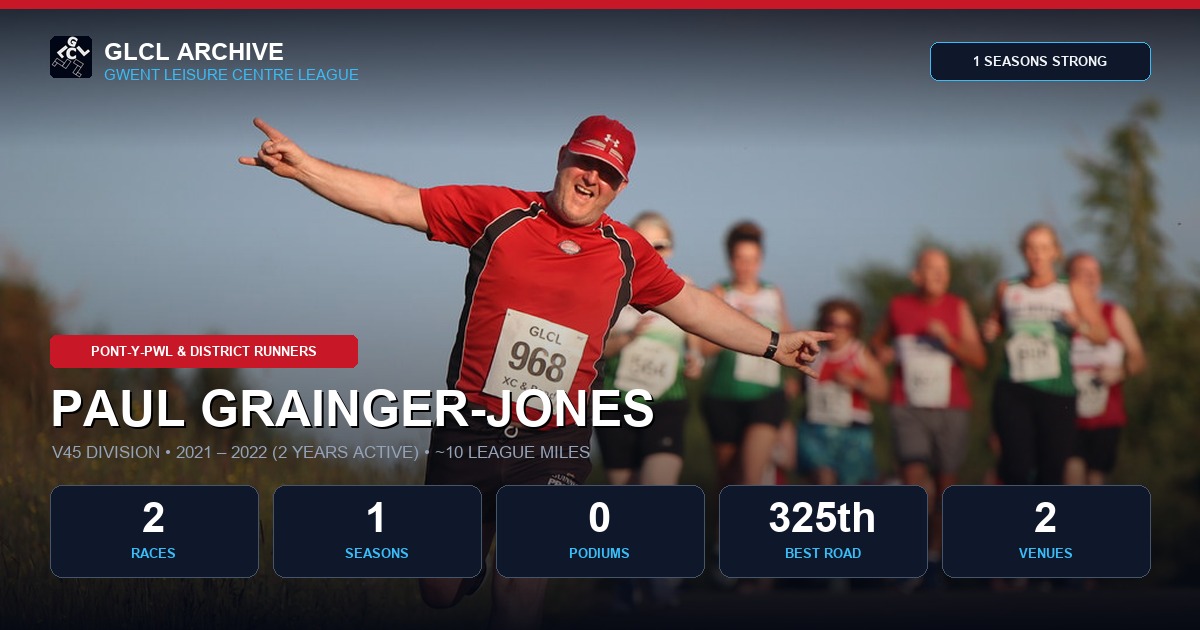 GLCL ARCHIVE
GWENT LEISURE CENTRE LEAGUE
1 SEASONS STRONG
GLCL
968
PONT-Y-PWL & DISTRICT RUNNERS
PAUL GRAINGER-JONES
V45 DIVISION • 2021 – 2022 (2 YEARS ACTIVE) • ~10 LEAGUE MILES
2
RACES
1
SEASONS
0
PODIUMS
325th
BEST ROAD
2
VENUES